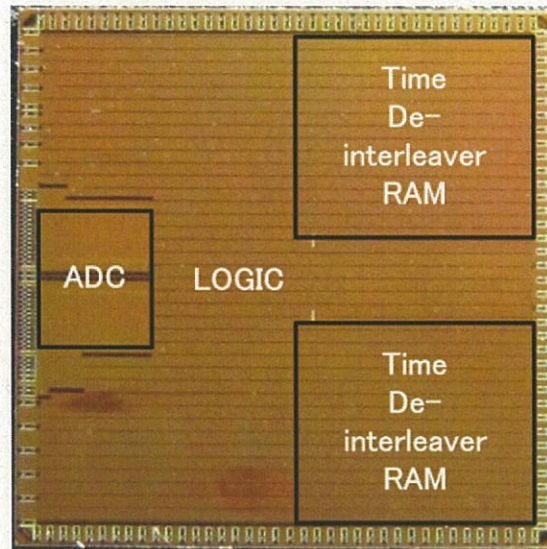 Time
De-
interleaver
RAM
ADC
LOGIC
Time
De-
interleaver
RAM